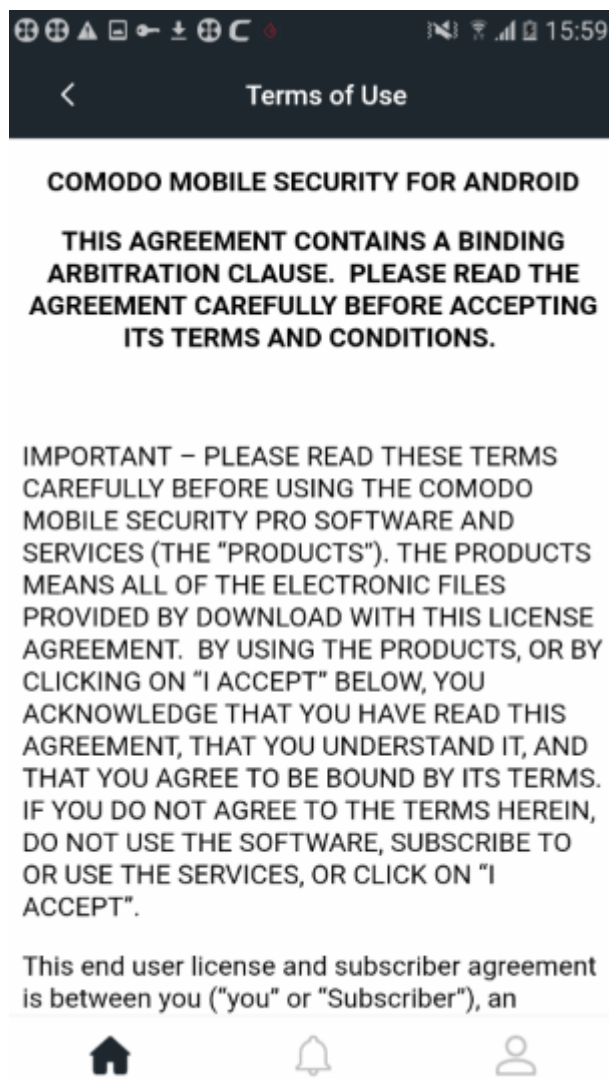 15:59
Terms of Use
COMODO MOBILE SECURITY FOR ANDROID
THIS AGREEMENT CONTAINS A BINDING
ARBITRATION CLAUSE.  PLEASE READ THE
AGREEMENT CAREFULLY BEFORE ACCEPTING
ITS TERMS AND CONDITIONS.
IMPORTANT – PLEASE READ THESE TERMS
CAREFULLY BEFORE USING THE COMODO
MOBILE SECURITY PRO SOFTWARE AND
SERVICES (THE “PRODUCTS”). THE PRODUCTS
MEANS ALL OF THE ELECTRONIC FILES
PROVIDED BY DOWNLOAD WITH THIS LICENSE
AGREEMENT.  BY USING THE PRODUCTS, OR BY
CLICKING ON “I ACCEPT” BELOW, YOU
ACKNOWLEDGE THAT YOU HAVE READ THIS
AGREEMENT, THAT YOU UNDERSTAND IT, AND
THAT YOU AGREE TO BE BOUND BY ITS TERMS.
IF YOU DO NOT AGREE TO THE TERMS HEREIN,
DO NOT USE THE SOFTWARE, SUBSCRIBE TO
OR USE THE SERVICES, OR CLICK ON “I
ACCEPT”.
This end user license and subscriber agreement
is between you (“you” or “Subscriber”), an